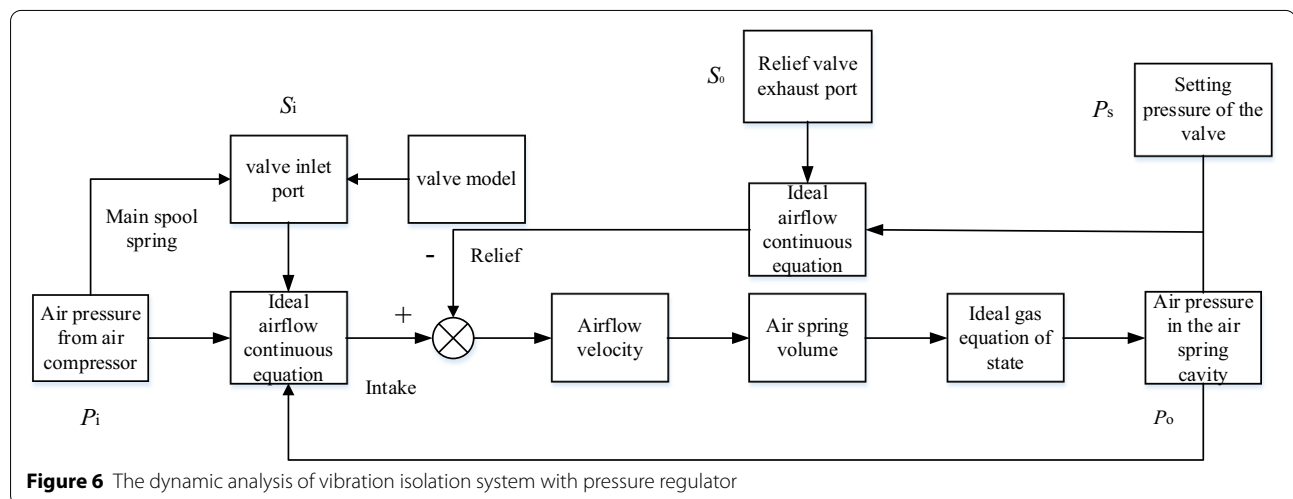 S₀
Relief valve
exhaust port
Pₛ
Setting
pressure of the
valve
Sᵢ
valve inlet
port
valve model
Main spool
spring
Ideal
airflow
continuous
equation
-
Relief
Air pressure
from air
compressor
Ideal
airflow
continuous
equation
+
Intake
Airflow
velocity
Air spring
volume
Ideal gas
equation of
state
Air pressure
in the air
spring
cavity
Pᵢ
Pₒ
Figure 6 The dynamic analysis of vibration isolation system with pressure regulator